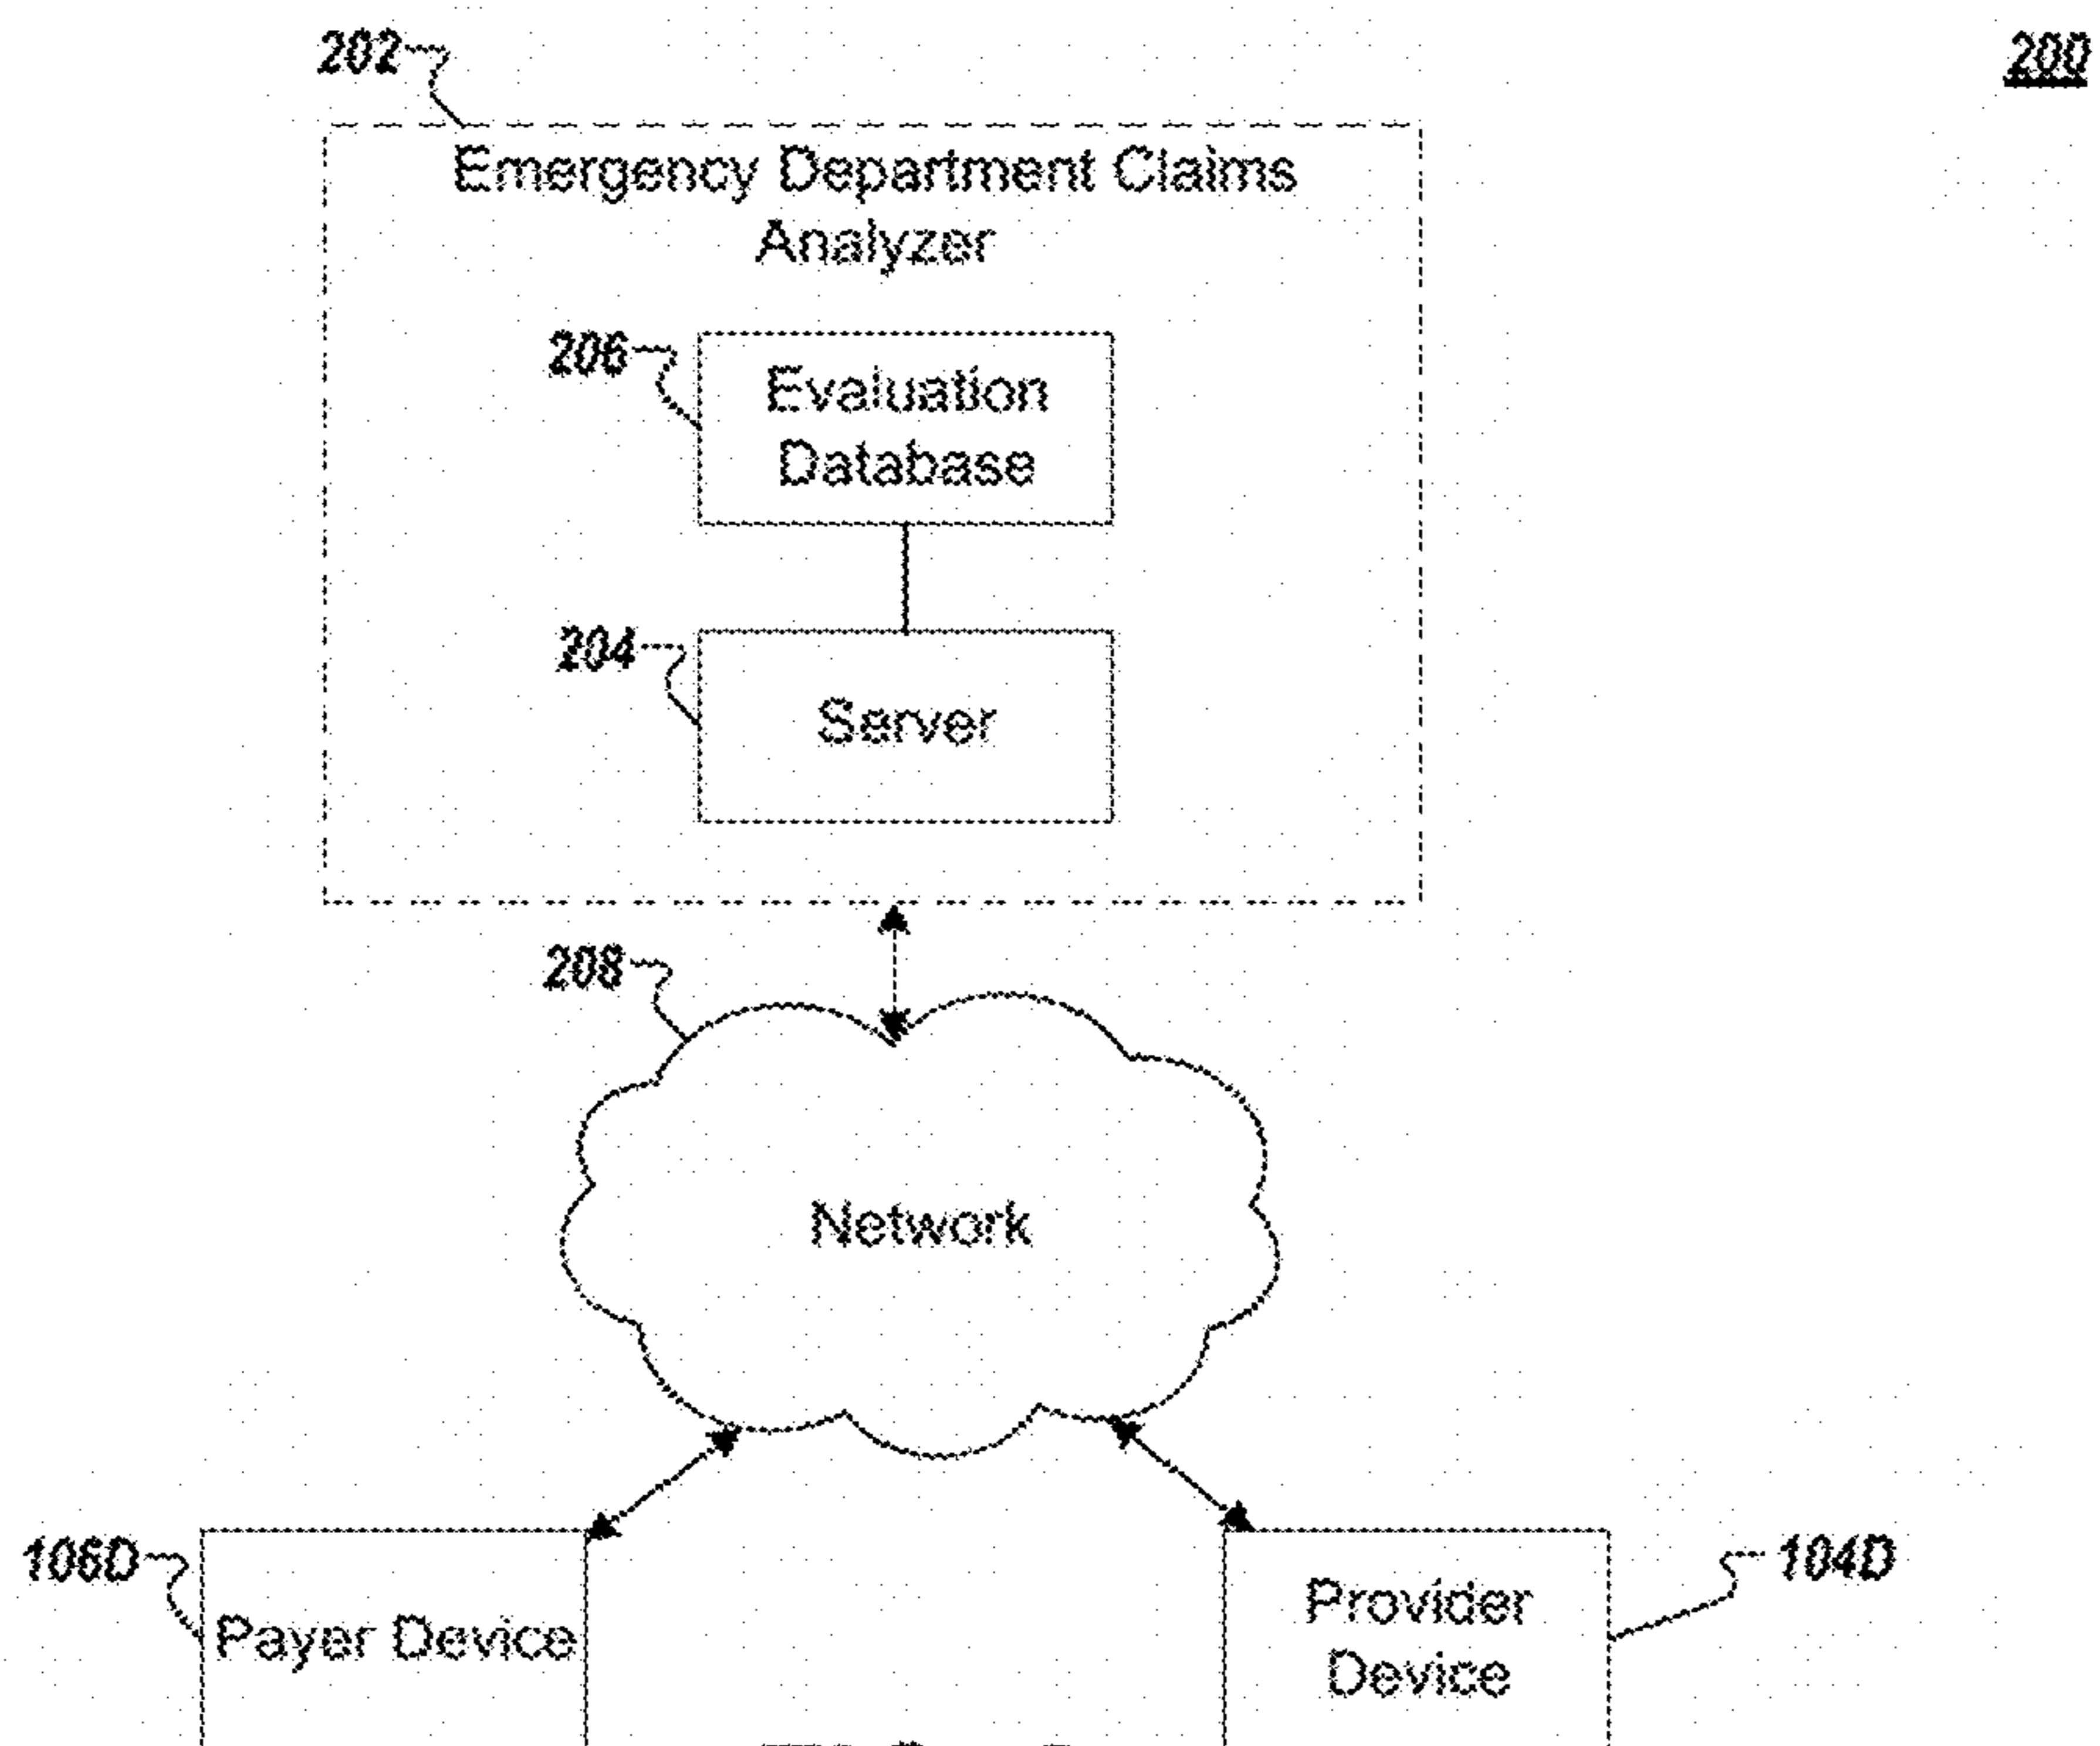 202
200
Emergency Department Claims
Analyzer
206
Evaluation
Database
204
Server
208
Network
106D
Payer Device
Provider
Device
104D